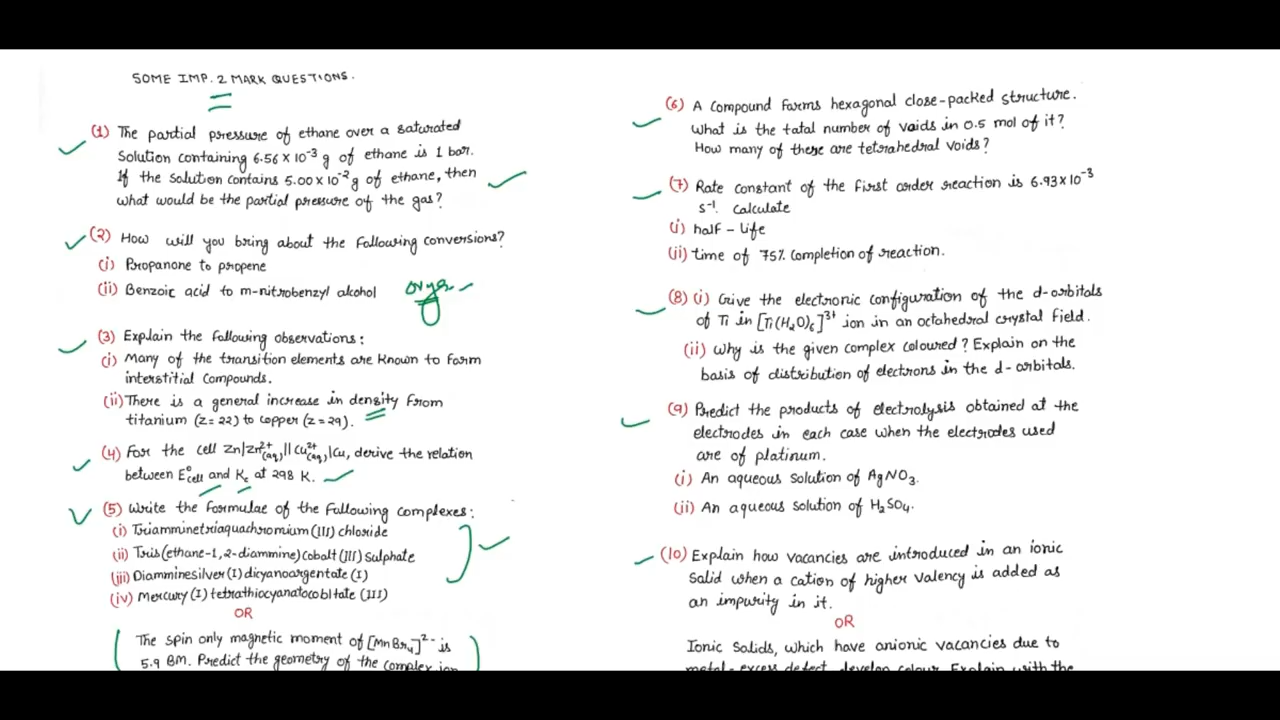 SOME IMP. 2 MARK QUESTIONS.
(1) The partial pressure of ethane over a saturated
Solution containing 6.56 × 10⁻³ g of ethane is 1 bar.
If the solution contains 5.00 × 10⁻² g of ethane, then
what would be the partial pressure of the gas?
(2) How will you bring about the following conversions?
(i) Propanone to propene
(ii) Benzoic acid to m-nitrobenzyl alcohol
(3) Explain the following observations:
(i) Many of the transition elements are known to form
interstitial compounds.
(ii) There is a general increase in density from
titanium (z = 22) to copper (z = 29).
(4) For the cell Zn|Zn²⁺(aq)||Cu²⁺(aq)|Cu, derive the relation
between E°cell and Kc at 298 K.
(5) Write the formulae of the following complexes:
(i) Triamminetriaquachromium (III) chloride
(ii) Tris(ethane-1,2-diammine) cobalt (III) Sulphate
(iii) Diamminesilver (I) dicyanoargentate (I)
(iv) Mercury (I) tetrathiocyanatocobltate (III)
OR
The spin only magnetic moment of [MnBr₄]²⁻ is
5.9 BM. Predict the geometry of the complex ion
(6) A compound forms hexagonal close-packed structure.
What is the total number of voids in 0.5 mol of it?
How many of these are tetrahedral voids?
(7) Rate constant of the first order reaction is 6.93 × 10⁻³
s⁻¹. calculate
(i) half - life
(ii) time of 75% completion of reaction.
(8) (i) Give the electronic configuration of the d-orbitals
of Ti in [Ti(H₂O)₆]³⁺ ion in an octahedral crystal field.
(ii) Why is the given complex coloured? Explain on the
basis of distribution of electrons in the d-orbitals.
(9) Predict the products of electrolysis obtained at the
electrodes in each case when the electrodes used
are of platinum.
(i) An aqueous solution of AgNO₃.
(ii) An aqueous solution of H₂SO₄.
(10) Explain how vacancies are introduced in an ionic
Solid when a cation of higher valency is added as
an impurity in it.
OR
Ionic Solids, which have anionic vacancies due to
metal-excess defect, develop colour. Explain with the